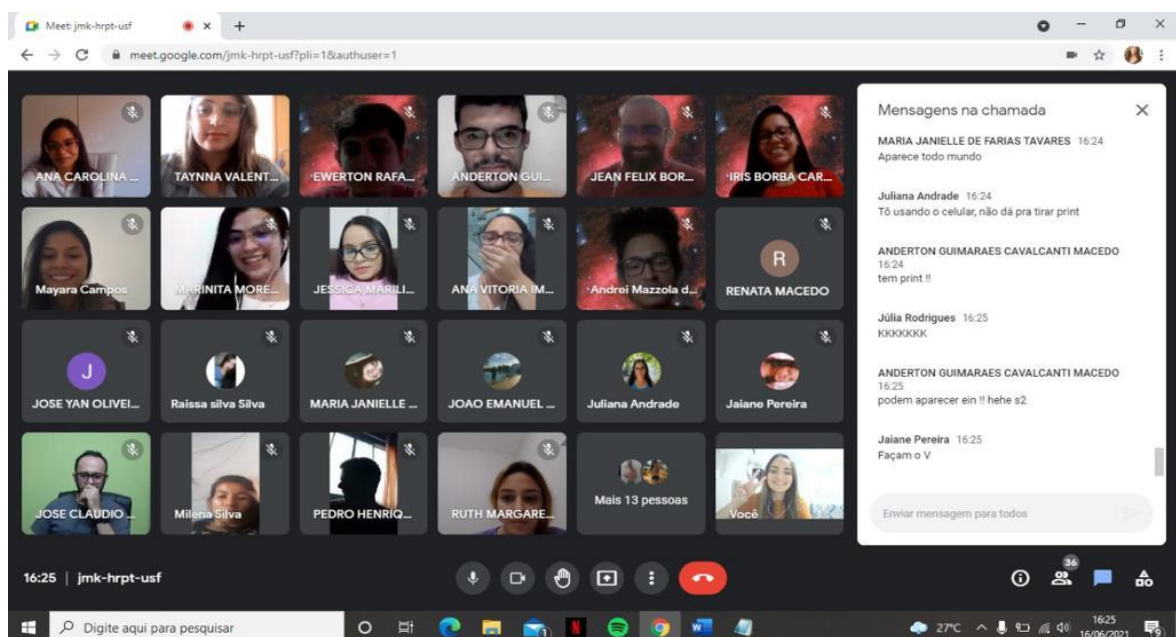 Meet: jmk-hrpt-usf
meet.google.com/jmk-hrpt-usf?pli=1&authuser=1
ANA CAROLINA ...
TAYNNA VALENT...
EWERTON RAFA...
ANDERTON GUI...
JEAN FELIX BOR...
IRIS BORBA CAR...
Mayara Campos
MARINITA MORE...
JESSICA MARILI...
ANA VITORIA IM...
Andrei Mazzola d...
R
RENATA MACEDO
J
JOSE YAN OLIVEI...
Raissa silva Silva
MARIA JANIELLE ...
JOAO EMANUEL ...
Juliana Andrade
Jaiane Pereira
JOSE CLAUDIO ...
Milena Silva
PEDRO HENRIQ...
RUTH MARGARE...
Mais 13 pessoas
Você
Mensagens na chamada
MARIA JANIELLE DE FARIAS TAVARES 16:24
Aparece todo mundo
Juliana Andrade 16:24
Tô usando o celular, não dá pra tirar print
ANDERTON GUIMARAES CAVALCANTI MACEDO
16:24
tem print !!
Júlia Rodrigues 16:25
KKKKKKK
ANDERTON GUIMARAES CAVALCANTI MACEDO
16:25
podem aparecer ein !! hehe s2
Jaiane Pereira 16:25
Façam o V
Enviar mensagem para todos
16:25 | jmk-hrpt-usf
36
Digite aqui para pesquisar
27°C
16:25
16/06/2021